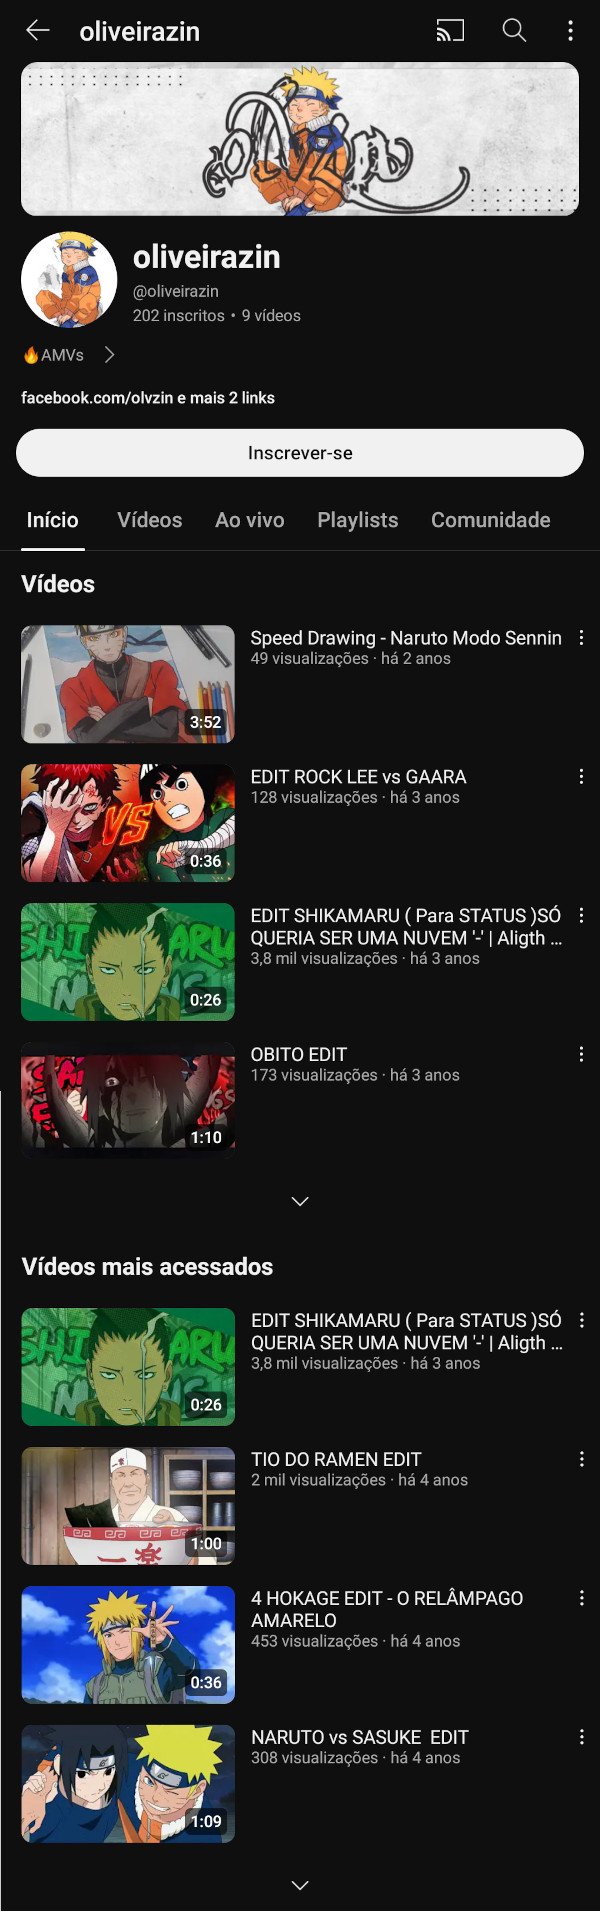 oliveirazin
olvzin
oliveirazin
@oliveirazin
202 inscritos • 9 vídeos
🔥AMVs
facebook.com/olvzin e mais 2 links
Inscrever-se
Início Vídeos Ao vivo Playlists Comunidade
Vídeos
Speed Drawing - Naruto Modo Sennin
49 visualizações · há 2 anos
3:52
EDIT ROCK LEE vs GAARA
128 visualizações · há 3 anos
VS
0:36
EDIT SHIKAMARU ( Para STATUS )SÓ
QUERIA SER UMA NUVEM '-' | Aligth ...
3,8 mil visualizações · há 3 anos
SHI ARU
0:26
OBITO EDIT
173 visualizações · há 3 anos
1:10
Vídeos mais acessados
EDIT SHIKAMARU ( Para STATUS )SÓ
QUERIA SER UMA NUVEM '-' | Aligth ...
3,8 mil visualizações · há 3 anos
SHI ARU
0:26
TIO DO RAMEN EDIT
2 mil visualizações · há 4 anos
一楽
1:00
4 HOKAGE EDIT - O RELÂMPAGO
AMARELO
453 visualizações · há 4 anos
0:36
NARUTO vs SASUKE  EDIT
308 visualizações · há 4 anos
1:09